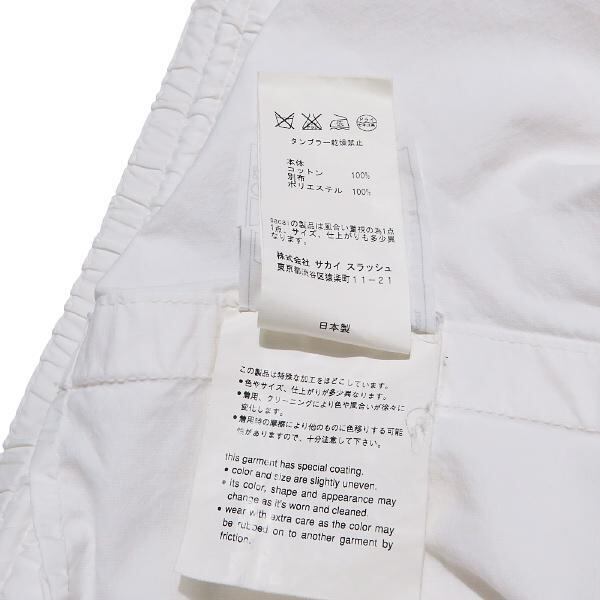 ドライ
セキユ系
タンブラー乾燥禁止
本体
コットン 100%
別布
ポリエステル 100%
sacaiの製品は風合い重視の為1点
1点、サイズ、仕上がりも多少異
なります。
株式会社 サカイ スラッシュ
東京都渋谷区猿楽町11-21
日本製
この製品は特殊な加工をほどこしています。
●色やサイズ、仕上がりが多少異なります。
●着用、クリーニングにより色や風合いが徐々に
変化します。
●着用時の摩擦により他のものに色移りする可能
性がありますので、十分注意して下さい。
this garment has special coating.
● color and size are slightly uneven.
● its color, shape and appearance may
change as it's worn and cleaned.
● wear with extra care as the color may
be rubbed on to another garment by
friction.